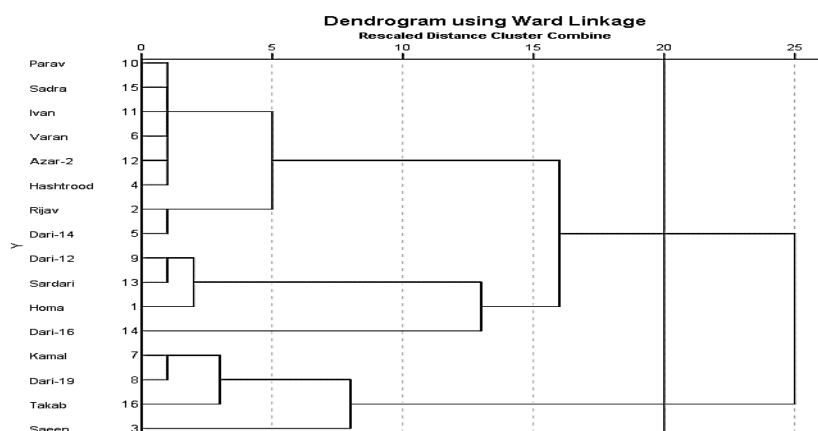 Dendrogram using Ward Linkage
Rescaled Distance Cluster Combine
0 5 10 15 20 25
Parav 10
Sadra 15
Ivan 11
Varan 6
Azar-2 12
Hashtrood 4
Rijav 2
Dari-14 5
Y
Dari-12 9
Sardari 13
Homa 1
Dari-16 14
Kamal 7
Dari-19 8
Takab 16
Saeen 3